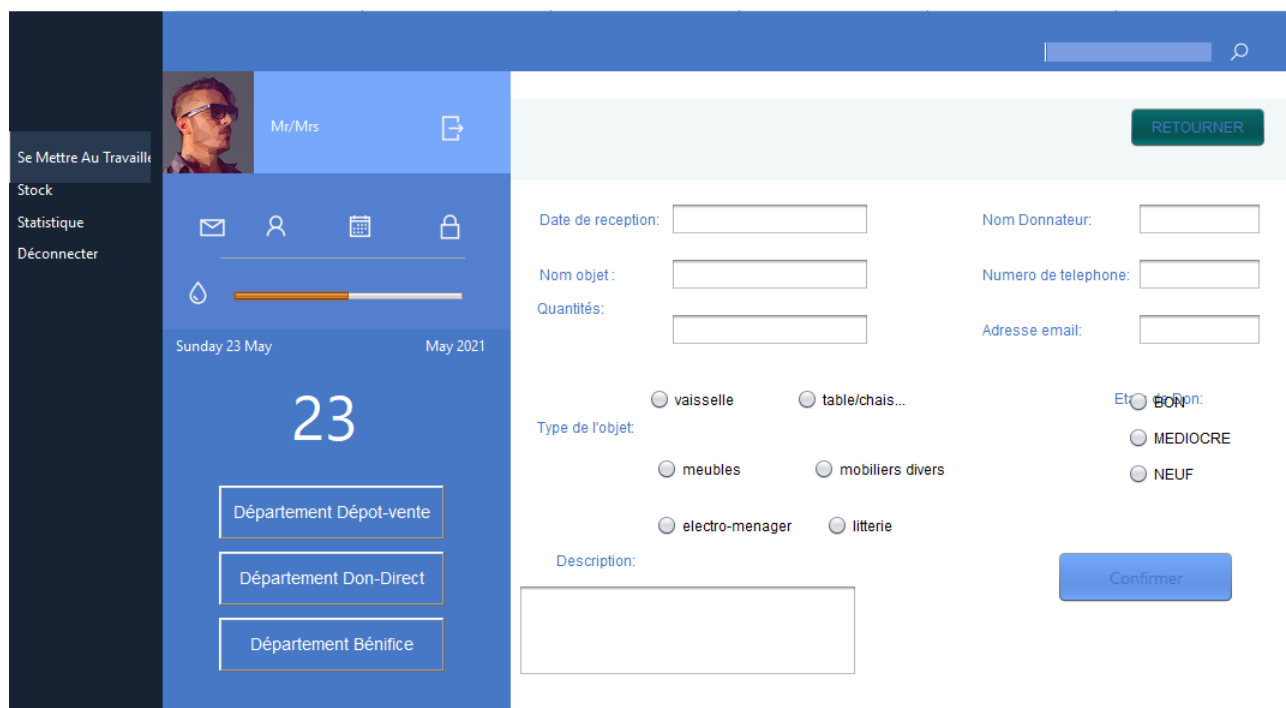 Se Mettre Au Travaille
Stock
Statistique
Déconnecter
Mr/Mrs
Sunday 23 May
May 2021
23
Département Dépot-vente
Département Don-Direct
Département Bénifice
RETOURNER
Date de reception:
Nom Donnateur:
Nom objet :
Numero de telephone:
Quantités:
Adresse email:
vaisselle
table/chais...
Type de l'objet:
meubles
mobiliers divers
electro-menager
litterie
BON
MEDIOCRE
NEUF
Description:
Confirmer